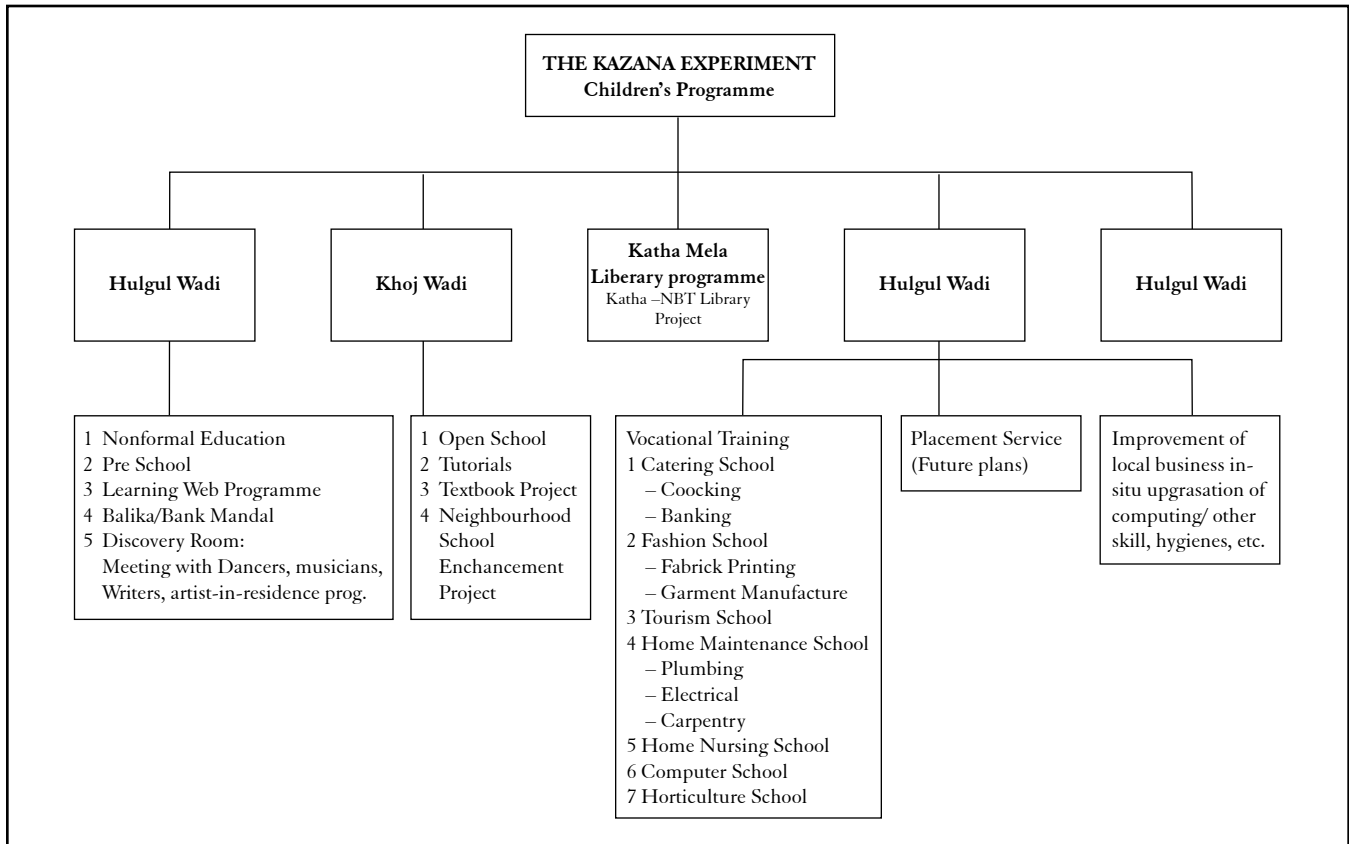 THE KAZANA EXPERIMENT
Children’s Programme
Hulgul Wadi
Khoj Wadi
Katha Mela
Liberary programme
Katha –NBT Library
Project
Hulgul Wadi
Hulgul Wadi
1 Nonformal Education
2 Pre School
3 Learning Web Programme
4 Balika/Bank Mandal
5 Discovery Room:
Meeting with Dancers, musicians,
Writers, artist-in-residence prog.
1 Open School
2 Tutorials
3 Textbook Project
4 Neighbourhood
School
Enchancement
Project
Vocational Training
1 Catering School
– Coocking
– Banking
2 Fashion School
– Fabrick Printing
– Garment Manufacture
3 Tourism School
4 Home Maintenance School
– Plumbing
– Electrical
– Carpentry
5 Home Nursing School
6 Computer School
7 Horticulture School
Placement Service
(Future plans)
Improvement of
local business in-
situ upgrasation of
computing/ other
skill, hygienes, etc.